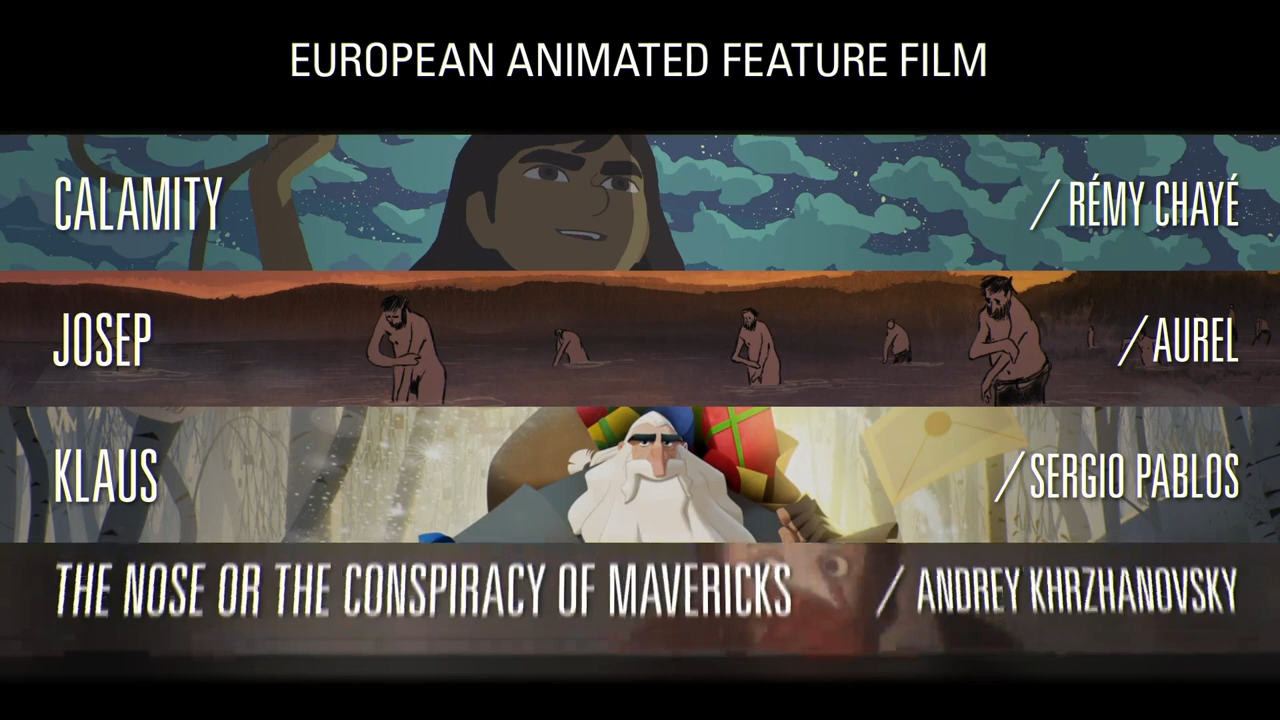 EUROPEAN ANIMATED FEATURE FILM
CALAMITY / RÉMY CHAYÉ
JOSEP / AUREL
KLAUS / SERGIO PABLOS
THE NOSE OR THE CONSPIRACY OF MAVERICKS / ANDREY KHRZHANOVSKY